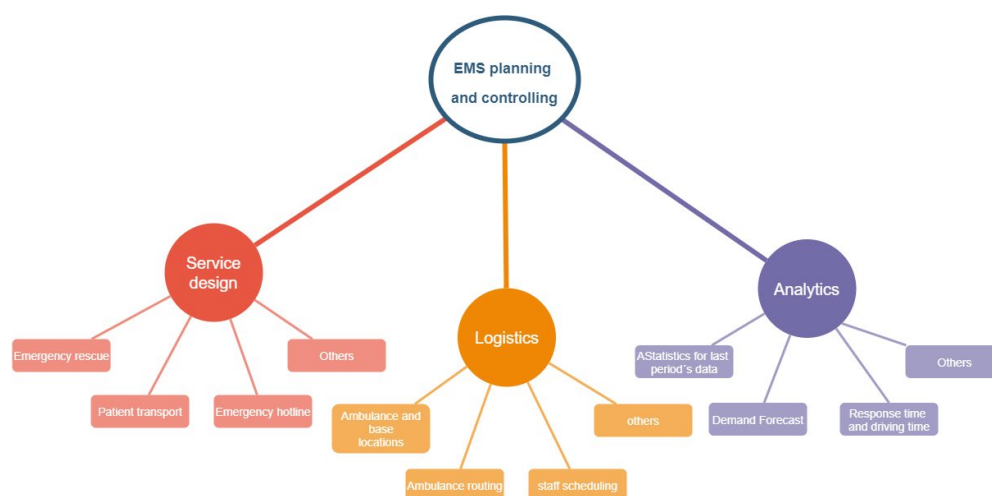 EMS planning
and controlling
Service
design
Emergency rescue
Patient transport
Emergency hotline
Others
Logistics
Ambulance and
base
locations
Ambulance routing
staff scheduling
others
Analytics
AStatistics for last
period´s data
Demand Forecast
Response time
and driving time
Others